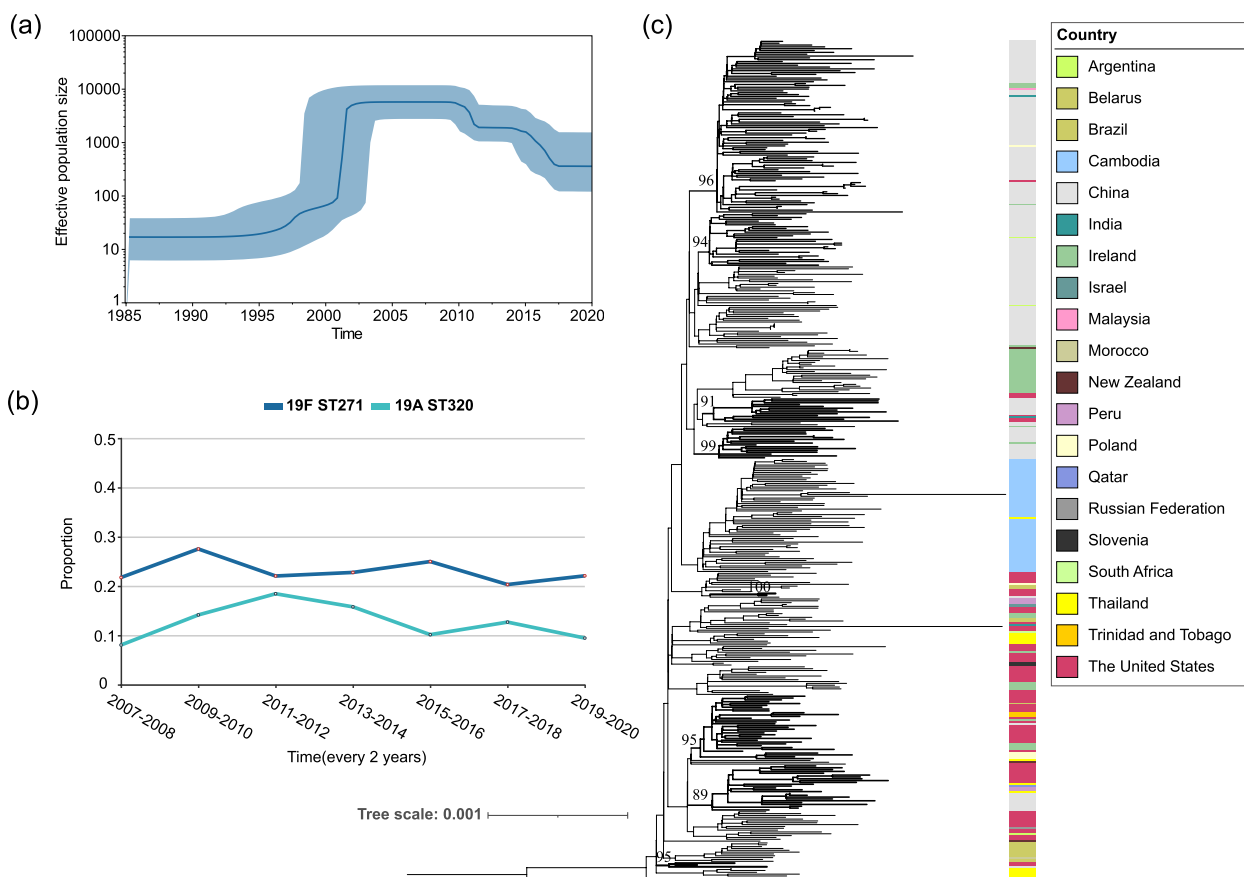 (a)
100000
10000
1000
100
10
1
Effective population size
1985
1990
1995
2000
2005
2010
2015
2020
Time
(b)
19F ST271
19A ST320
0.5
0.4
0.3
0.2
0.1
0
Proportion
2007-2008
2009-2010
2011-2012
2013-2014
2015-2016
2017-2018
2019-2020
Time(every 2 years)
Tree scale: 0.001
(c)
96
94
91
99
100
95
89
95
Country
Argentina
Belarus
Brazil
Cambodia
China
India
Ireland
Israel
Malaysia
Morocco
New Zealand
Peru
Poland
Qatar
Russian Federation
Slovenia
South Africa
Thailand
Trinidad and Tobago
The United States